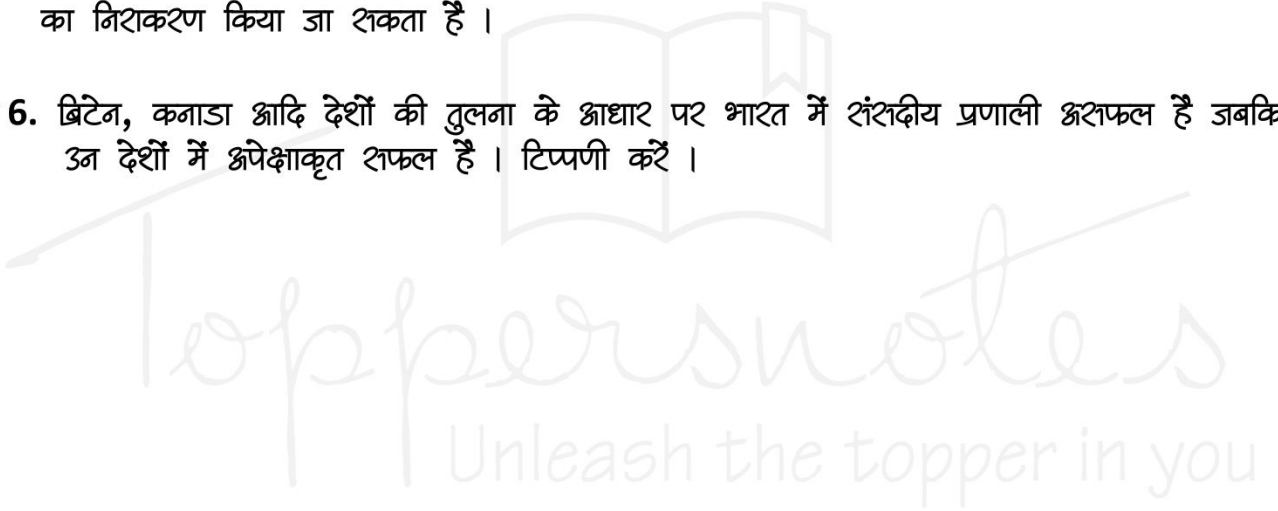 का निराकरण किया जा सकता है ।
6. ब्रिटेन, कनाडा आदि देशों की तुलना के आधार पर भारत में संसदीय प्रणाली असफल है जबकि
उन देशों में अपेक्षाकृत सफल है । टिप्पणी करें ।
Toppersnotes
Unleash the topper in you